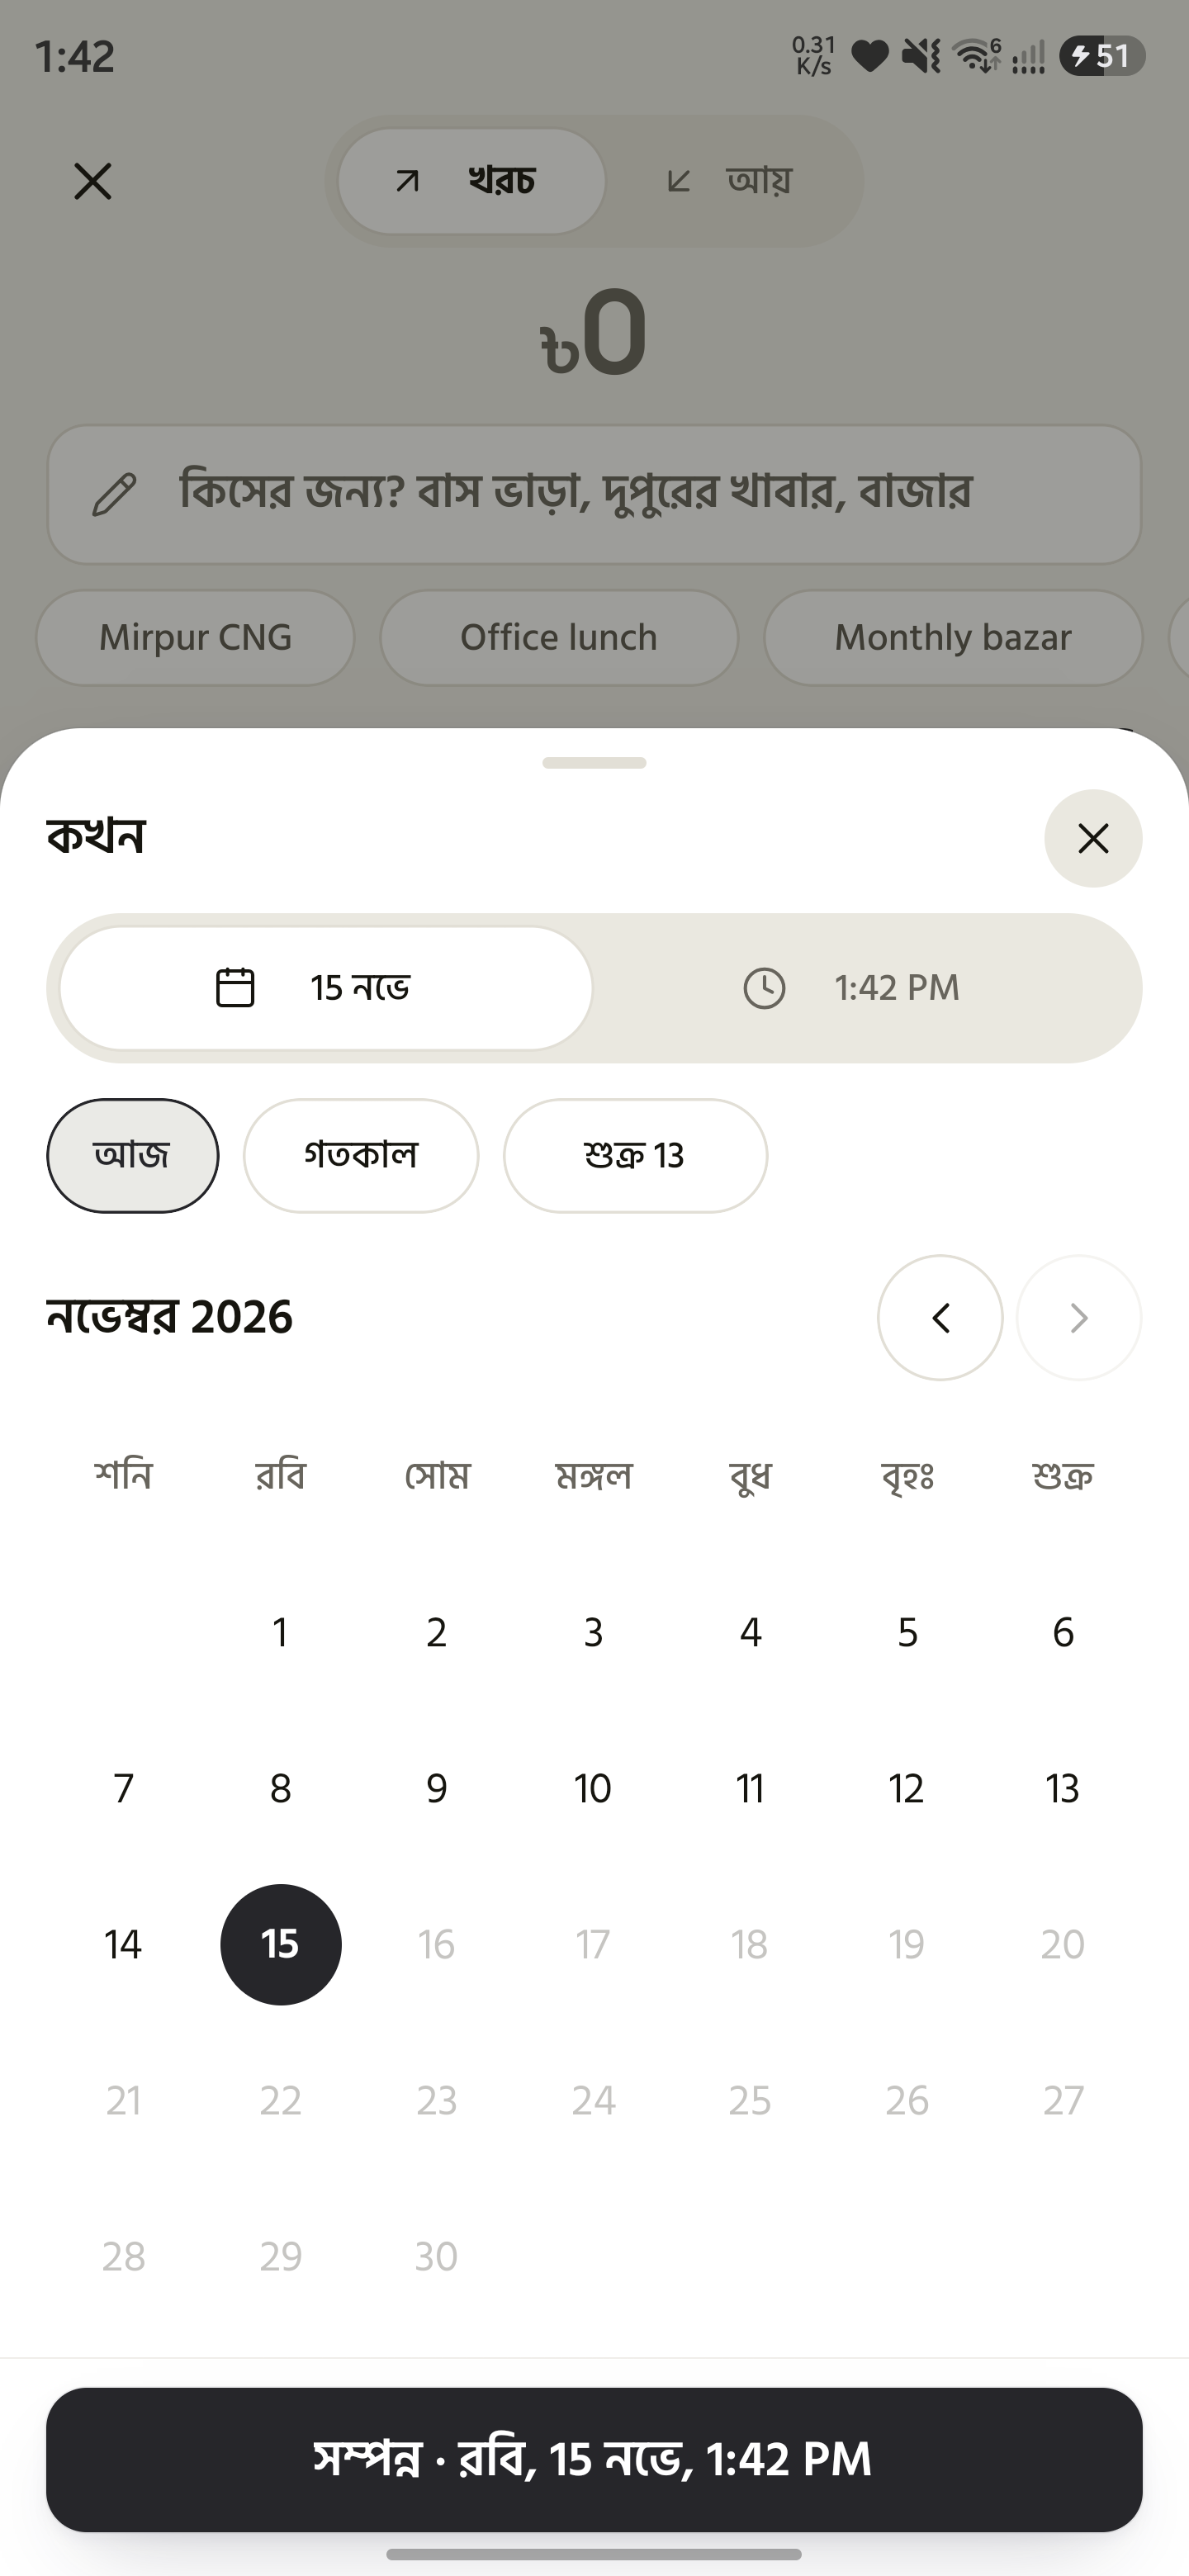 1:42
0.31
K/s
6
51
খরচ
আয়
৳0
কিসের জন্য? বাস ভাড়া, দুপুরের খাবার, বাজার
Mirpur CNG
Office lunch
Monthly bazar
কখন
15 নভে
1:42 PM
আজ
গতকাল
শুক্র 13
নভেম্বর 2026
শনি রবি সোম মঙ্গল বুধ বৃহঃ শুক্র
1 2 3 4 5 6
7 8 9 10 11 12 13
14 15 16 17 18 19 20
21 22 23 24 25 26 27
28 29 30
সম্পন্ন · রবি, 15 নভে, 1:42 PM